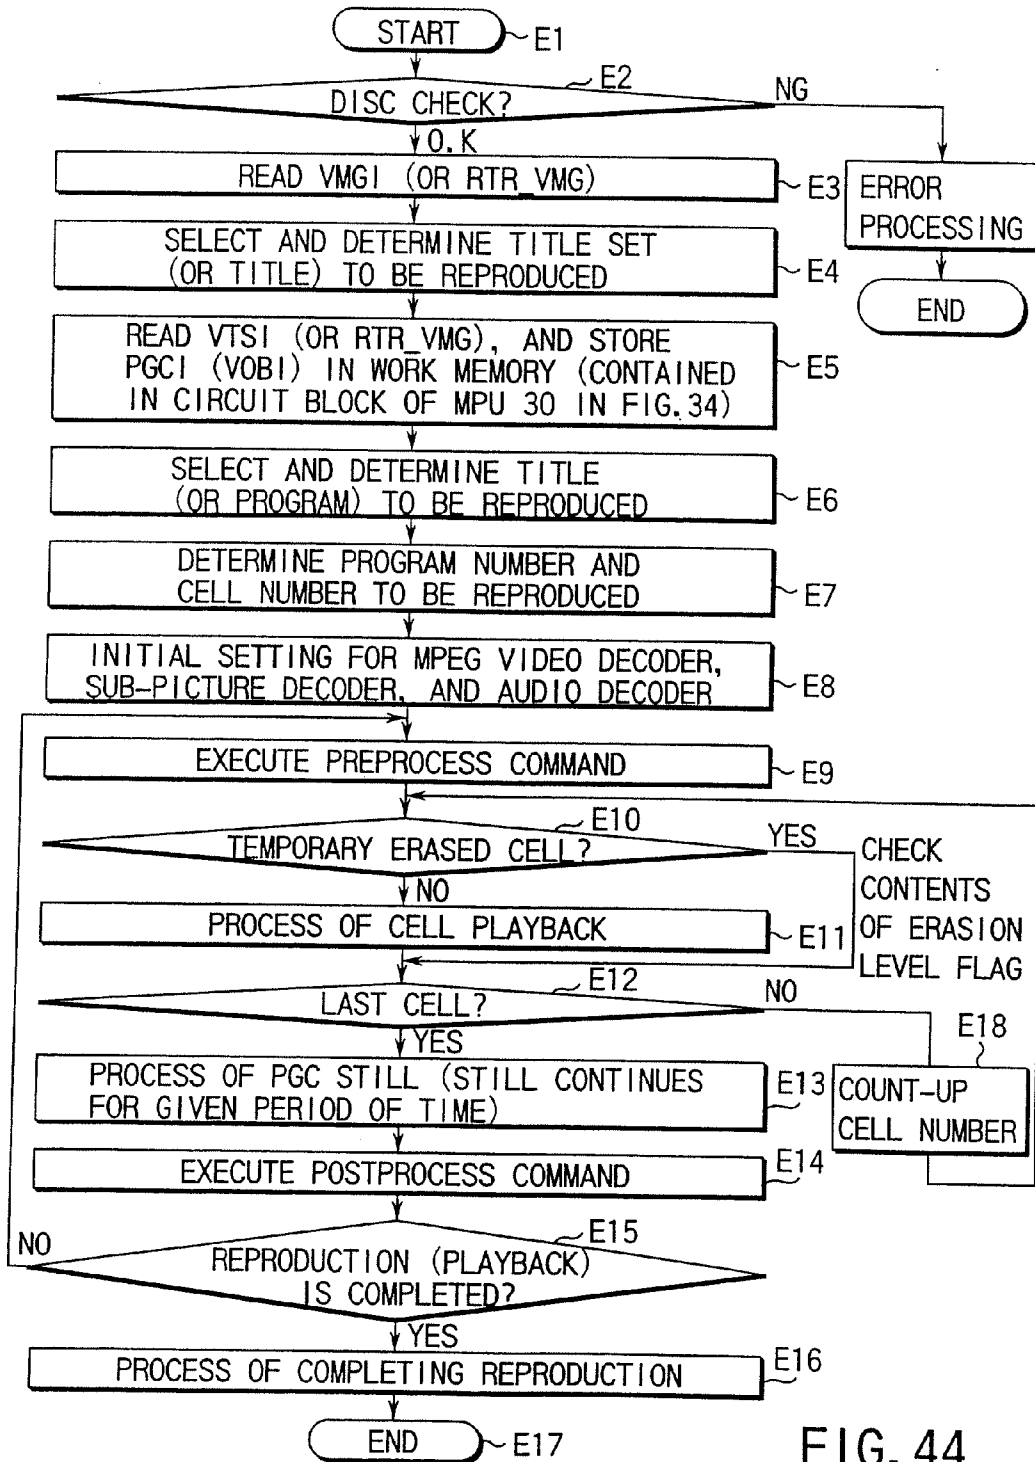 START
E1
E2
DISC CHECK?
NG
O.K
READ VMGI (OR RTR_VMG)
E3
ERROR
PROCESSING
END
SELECT AND DETERMINE TITLE SET
(OR TITLE) TO BE REPRODUCED
E4
READ VTSI (OR RTR_VMG), AND STORE
PGCI (VOBI) IN WORK MEMORY (CONTAINED
IN CIRCUIT BLOCK OF MPU 30 IN FIG.34)
E5
SELECT AND DETERMINE TITLE
(OR PROGRAM) TO BE REPRODUCED
E6
DETERMINE PROGRAM NUMBER AND
CELL NUMBER TO BE REPRODUCED
E7
INITIAL SETTING FOR MPEG VIDEO DECODER,
SUB-PICTURE DECODER, AND AUDIO DECODER
E8
EXECUTE PREPROCESS COMMAND
E9
E10
TEMPORARY ERASED CELL?
YES
CHECK
CONTENTS
OF ERASION
LEVEL FLAG
NO
PROCESS OF CELL PLAYBACK
E11
E12
LAST CELL?
NO
YES
E18
COUNT-UP
CELL NUMBER
PROCESS OF PGC STILL (STILL CONTINUES
FOR GIVEN PERIOD OF TIME)
E13
EXECUTE POSTPROCESS COMMAND
E14
E15
NO
REPRODUCTION (PLAYBACK)
IS COMPLETED?
YES
PROCESS OF COMPLETING REPRODUCTION
E16
END
E17
FIG. 44